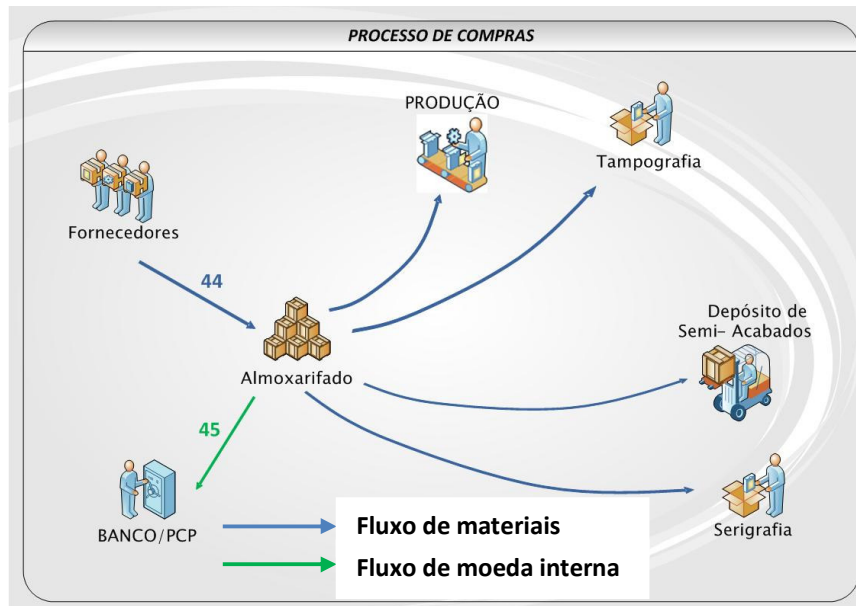 PROCESSO DE COMPRAS
PRODUÇÃO
Tampografia
Fornecedores
44
Depósito de
Semi- Acabados
Almoxarifado
45
BANCO/PCP
Fluxo de materiais
Fluxo de moeda interna
Serigrafia